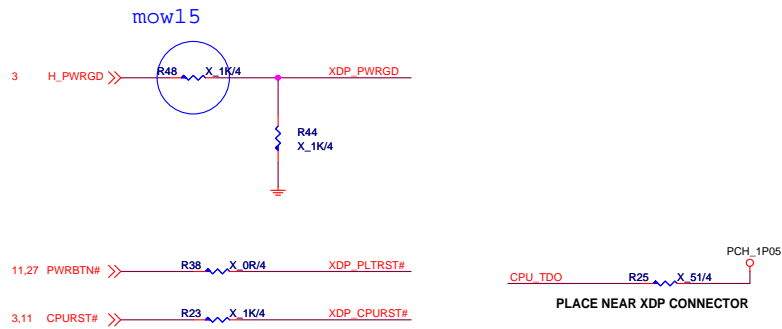 mow15
3 H_PWRGD R48 X_1K/4 XDP_PWRGD
R44
X_1K/4
11,27 PWRBTN# R38 X_0R/4 XDP_PLTRST#
3,11 CPURST# R23 X_1K/4 XDP_CPURST#
PCH_1P05
CPU_TDO R25 X_51/4
PLACE NEAR XDP CONNECTOR